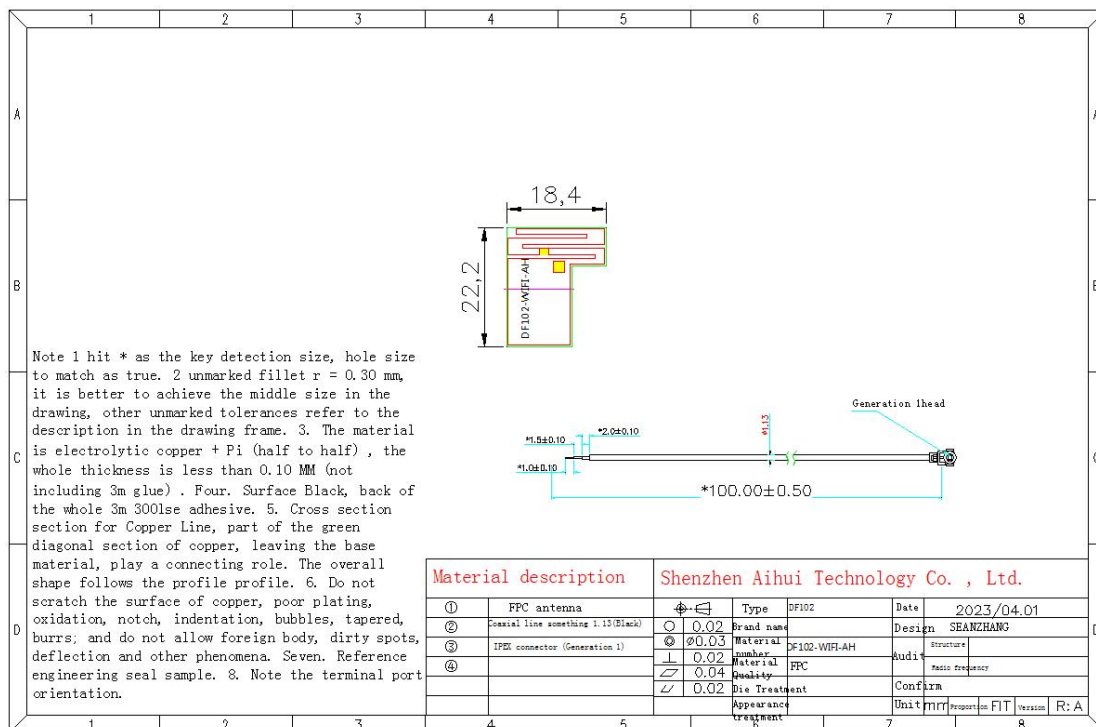 1 2 3 4 5 6 7 8
A A
18,4
22,2
DF102-WIFI-AH
B B
Note 1 hit * as the key detection size, hole size
to match as true. 2 unmarked fillet r = 0.30 mm,
it is better to achieve the middle size in the
drawing, other unmarked tolerances refer to the
description in the drawing frame. 3. The material
is electrolytic copper + Pi (half to half) , the
whole thickness is less than 0.10 MM (not
including 3m glue) . Four. Surface Black, back of
the whole 3m 300lse adhesive. 5. Cross section
section for Copper Line, part of the green
diagonal section of copper, leaving the base
material, play a connecting role. The overall
shape follows the profile profile. 6. Do not
scratch the surface of copper, poor plating,
oxidation, notch, indentation, bubbles, tapered,
burrs; and do not allow foreign body, dirty spots,
deflection and other phenomena. Seven. Reference
engineering seal sample. 8. Note the terminal port
orientation.
Generation 1head
*1.13
*1.5±0.10
*2.0±0.10
*1.0±0.10
*100.00±0.50
C C
Material description
① FPC antenna
② Coaxial line something 1.13(Black)
③ IPEX connector (Generation 1)
④
Shenzhen Aihui Technology Co. , Ltd.
Type DF102 Date 2023/04.01
0.02 Brand name Design SEANZHANG
ø0.03 Material number DF102-WIFI-AH Audit Structure
0.02 Material Quality FPC Radio frequency
0.04
0.02 Die Treatment Confirm
Appearance treatment Unit mm Proportion FIT Version R:A
D D
1 2 3 4 5 6 7 8